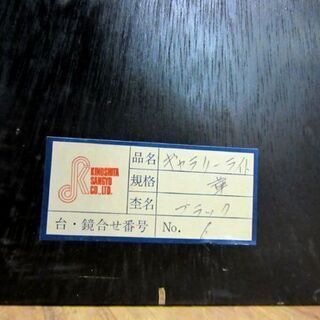 KINOSHITA
SANGYO
CO., LTD.
品名 ギャラリーライト
規格 華
杢名 ブラック
台・鏡合せ番号 No. 1